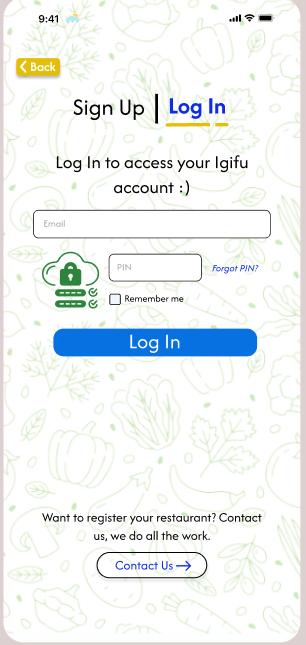 9:41
Back
Sign Up | Log In
Log In to access your Igifu
account :)
Email
PIN
Forgot PIN?
Remember me
Log In
Want to register your restaurant? Contact
us, we do all the work.
Contact Us